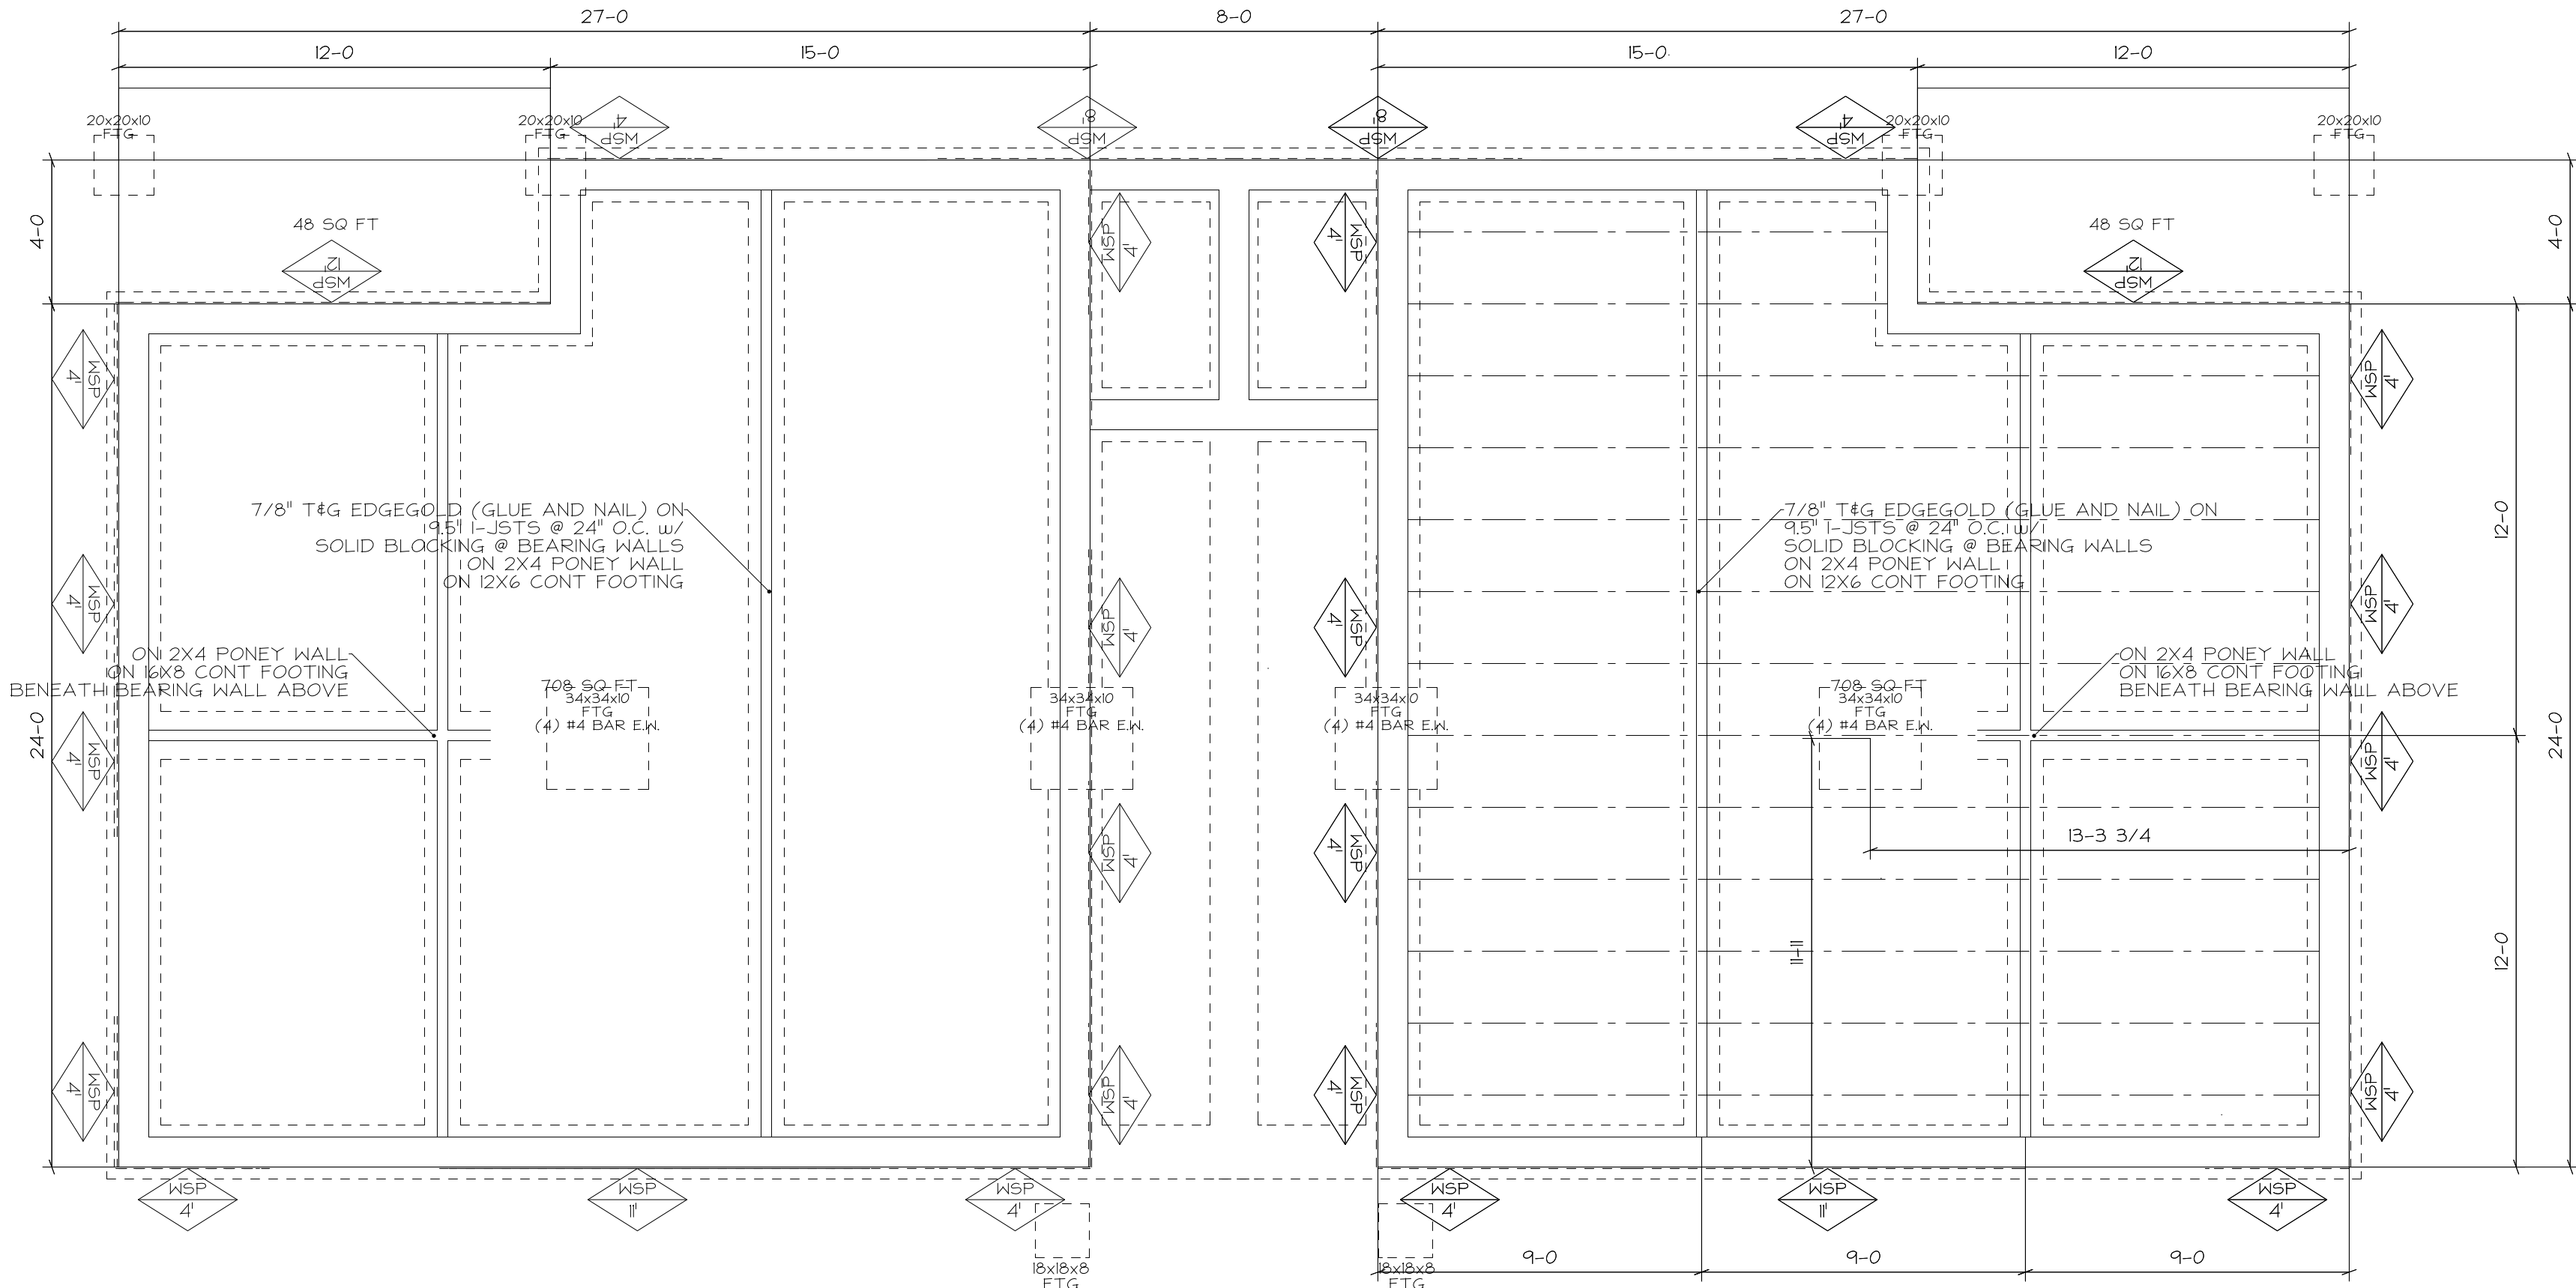 27-0
8-0
27-0
12-0
15-0
15-0
12-0
20x20x10
FTG
20x20x10
FTG
4'
WSP
8'
WSP
8'
WSP
4'
WSP
20x20x10
FTG
20x20x10
FTG
4-0
48 SQ FT
12'
WSP
WSP
4'
WSP
4'
48 SQ FT
12'
WSP
4-0
WSP
4'
WSP
4'
7/8" T&G EDGEGOLD (GLUE AND NAIL) ON
9.5" I-JSTS @ 24" O.C. w/
SOLID BLOCKING @ BEARING WALLS
ON 2X4 PONEY WALL
ON 12X6 CONT FOOTING
7/8" T&G EDGEGOLD (GLUE AND NAIL) ON
9.5" I-JSTS @ 24" O.C. w/
SOLID BLOCKING @ BEARING WALLS
ON 2X4 PONEY WALL
ON 12X6 CONT FOOTING
12-0
WSP
4'
WSP
4'
WSP
4'
WSP
4'
ON 2X4 PONEY WALL
ON 16X8 CONT FOOTING
BENEATH BEARING WALL ABOVE
ON 2X4 PONEY WALL
ON 16X8 CONT FOOTING
BENEATH BEARING WALL ABOVE
24-0
708 SQ FT
34x34x10
FTG
(4) #4 BAR E.W.
34x34x10
FTG
(4) #4 BAR E.W.
34x34x10
FTG
(4) #4 BAR E.W.
708 SQ FT
34x34x10
FTG
(4) #4 BAR E.W.
24-0
WSP
4'
WSP
4'
WSP
4'
WSP
4'
13-3 3/4
11-11
12-0
WSP
4'
WSP
4'
WSP
4'
WSP
4'
WSP
4'
WSP
11'
WSP
4'
WSP
4'
WSP
11'
WSP
4'
18x18x8
FTG
18x18x8
FTG
9-0
9-0
9-0